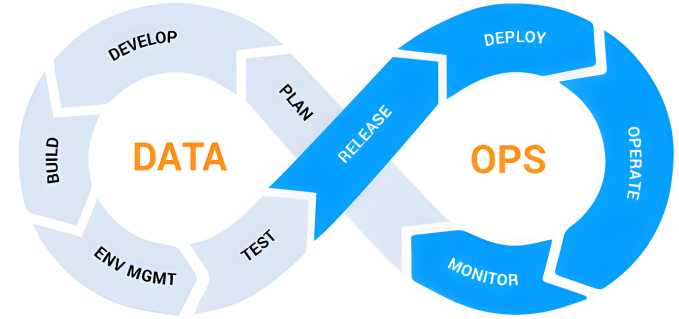 DATA
PLAN
DEVELOP
BUILD
ENV MGMT
TEST
RELEASE
OPS
DEPLOY
OPERATE
MONITOR